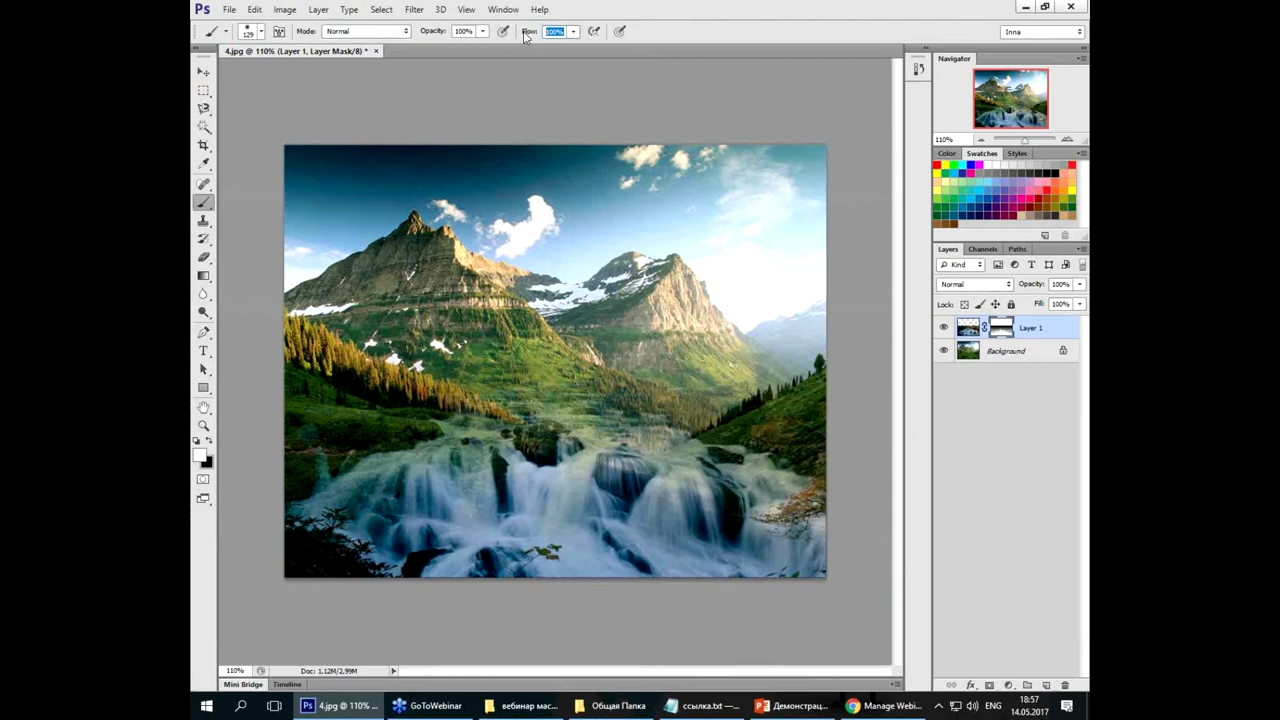 Ps File Edit Image Layer Type Select Filter 3D View Window Help
129 Mode: Normal Opacity: 100% Flow: 100% Inna
4.jpg @ 110% (Layer 1, Layer Mask/8) * ×
Navigator
110%
Color Swatches Styles
Layers Channels Paths
Kind
Normal Opacity: 100%
Lock: Fill: 100%
Layer 1
Background
110% Doc: 1,12M/2,99M
Mini Bridge Timeline
Ps 4.jpg @ 110% ... GoToWebinar вебинар мас... Общая Папка ссылка.txt —... Демонстрац... Manage Webi... ENG 18:57
14.05.2017